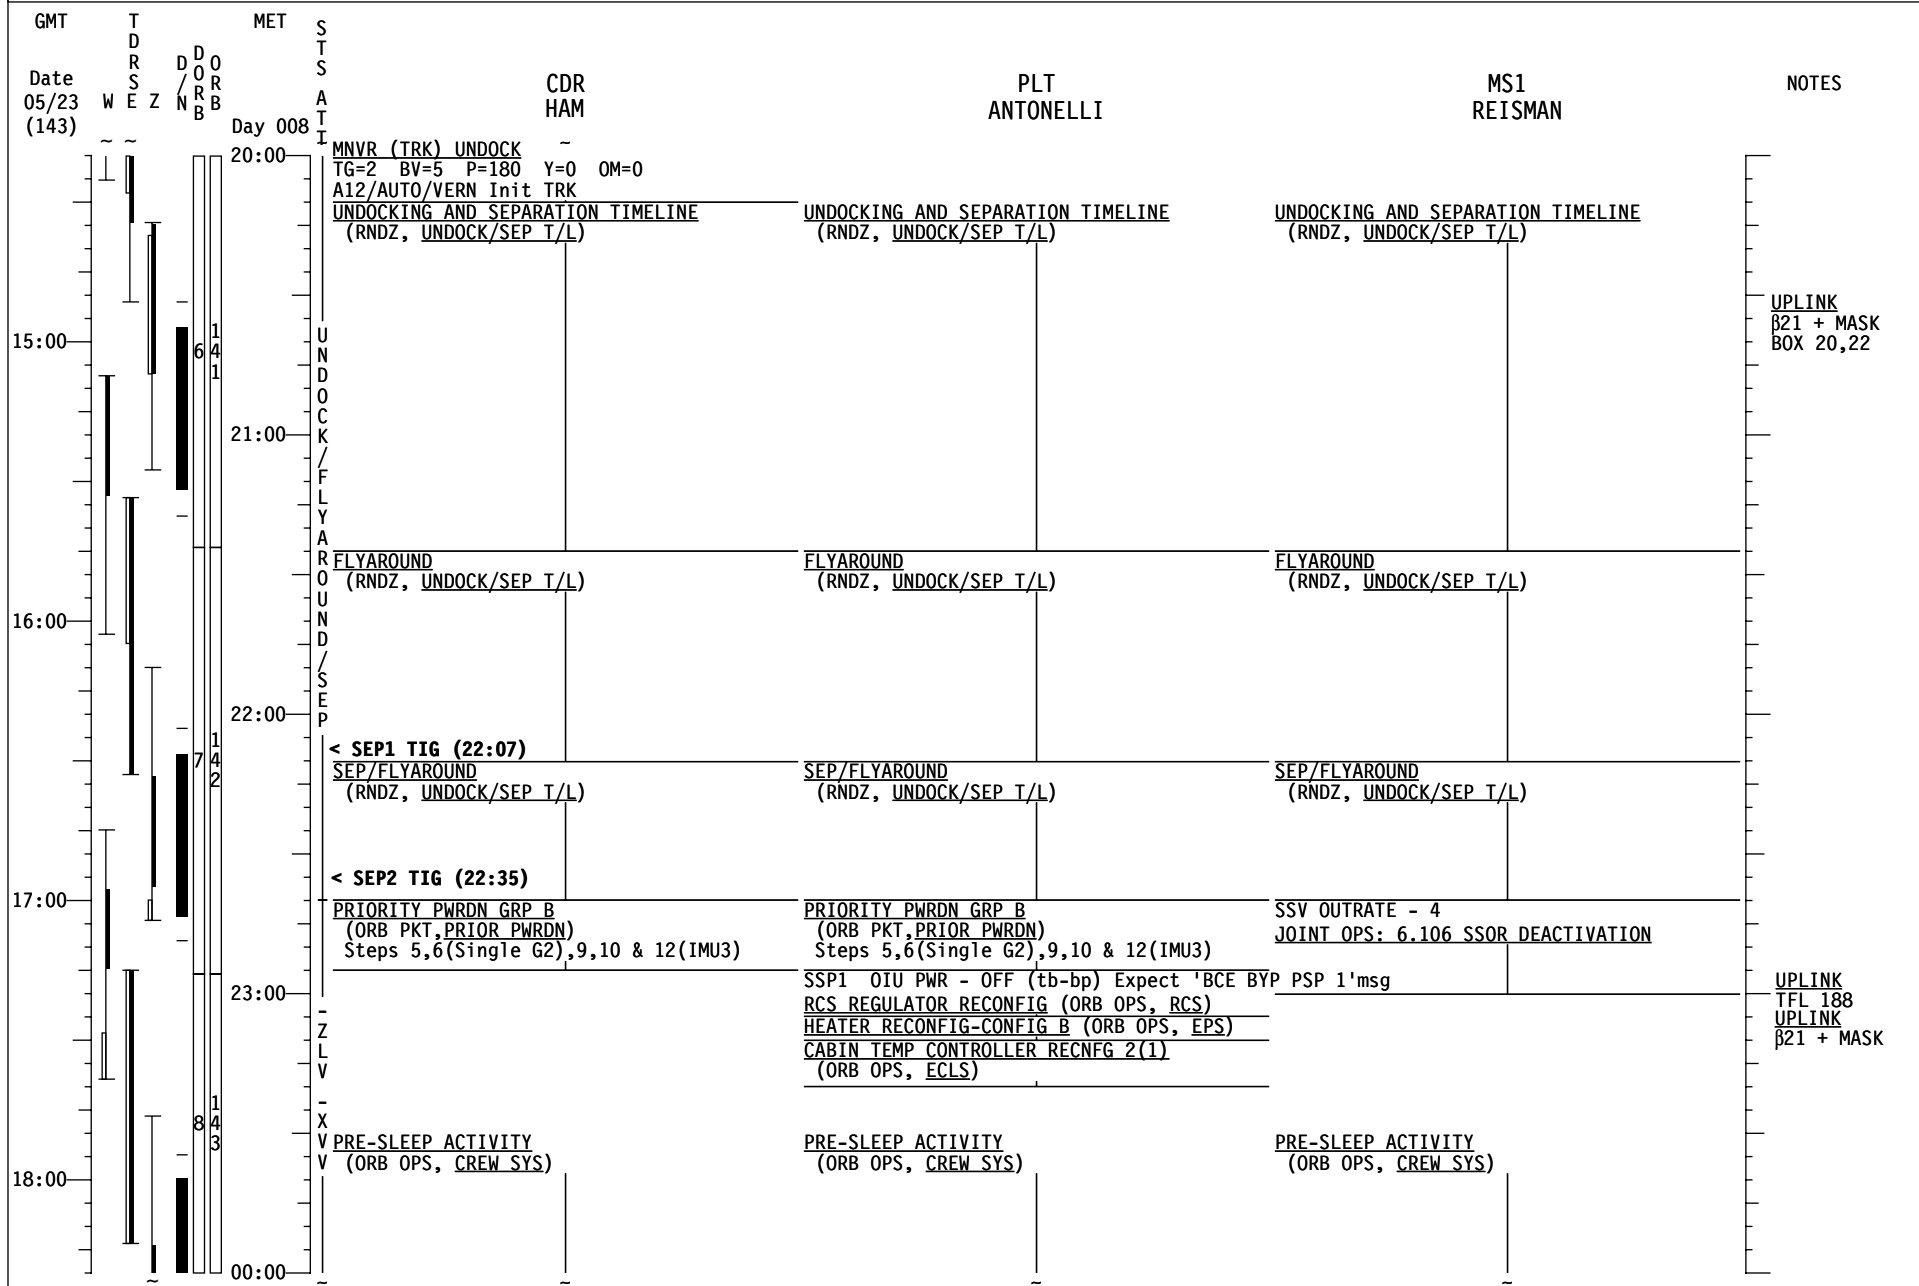 GMT
TDRSE
MET
STS ATT
Date
05/23
(143)
W E Z
D/N
DORB
ORB
Day 008
CDR
HAM
PLT
ANTONELLI
MS1
REISMAN
NOTES
~ ~ ~
20:00
MNVR (TRK) UNDOCK
TG=2 BV=5 P=180 Y=0 OM=0
A12/AUTO/VERN Init TRK
UNDOCKING AND SEPARATION TIMELINE
(RNDZ, UNDOCK/SEP T/L)
UNDOCKING AND SEPARATION TIMELINE
(RNDZ, UNDOCK/SEP T/L)
UNDOCKING AND SEPARATION TIMELINE
(RNDZ, UNDOCK/SEP T/L)
UPLINK
β21 + MASK
BOX 20,22
15:00
6
141
UNDOCK/FLYAROUND/SEP
21:00
FLYAROUND
(RNDZ, UNDOCK/SEP T/L)
FLYAROUND
(RNDZ, UNDOCK/SEP T/L)
FLYAROUND
(RNDZ, UNDOCK/SEP T/L)
16:00
22:00
7
142
< SEP1 TIG (22:07)
SEP/FLYAROUND
(RNDZ, UNDOCK/SEP T/L)
SEP/FLYAROUND
(RNDZ, UNDOCK/SEP T/L)
SEP/FLYAROUND
(RNDZ, UNDOCK/SEP T/L)
< SEP2 TIG (22:35)
17:00
PRIORITY PWRDN GRP B
(ORB PKT,PRIOR PWRDN)
Steps 5,6(Single G2),9,10 & 12(IMU3)
PRIORITY PWRDN GRP B
(ORB PKT,PRIOR PWRDN)
Steps 5,6(Single G2),9,10 & 12(IMU3)
SSV OUTRATE - 4
JOINT OPS: 6.106 SSOR DEACTIVATION
23:00
SSP1 OIU PWR - OFF (tb-bp) Expect 'BCE BYP PSP 1'msg
RCS REGULATOR RECONFIG (ORB OPS, RCS)
HEATER RECONFIG-CONFIG B (ORB OPS, EPS)
CABIN TEMP CONTROLLER RECNFG 2(1)
(ORB OPS, ECLS)
UPLINK
TFL 188
UPLINK
β21 + MASK
-ZLV -XVV
8
143
PRE-SLEEP ACTIVITY
(ORB OPS, CREW SYS)
PRE-SLEEP ACTIVITY
(ORB OPS, CREW SYS)
PRE-SLEEP ACTIVITY
(ORB OPS, CREW SYS)
18:00
00:00
~ ~ ~ ~ ~